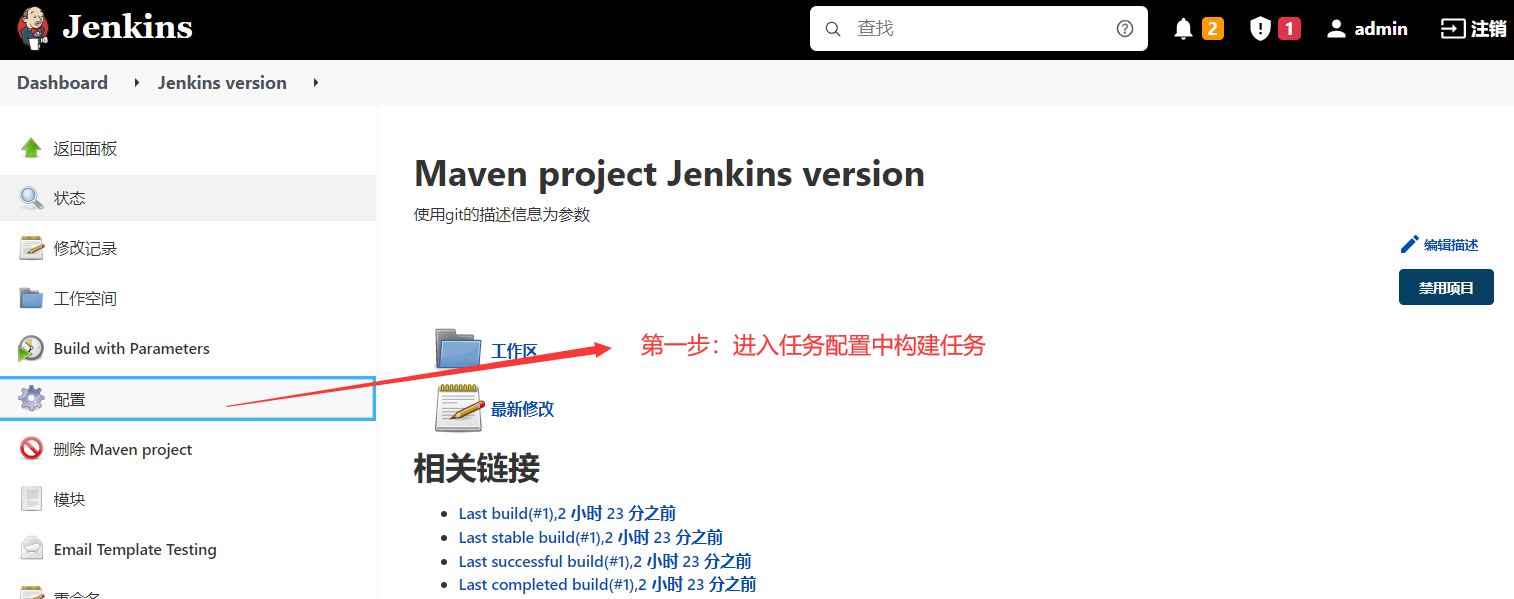 Jenkins
查找
2
1
admin
注销
Dashboard
Jenkins version
返回面板
状态
修改记录
工作空间
Build with Parameters
配置
删除 Maven project
模块
Email Template Testing
重命名
Maven project Jenkins version
使用git的描述信息为参数
编辑描述
禁用项目
工作区
第一步：进入任务配置中构建任务
最新修改
相关链接
Last build(#1),2 小时 23 分之前
Last stable build(#1),2 小时 23 分之前
Last successful build(#1),2 小时 23 分之前
Last completed build(#1),2 小时 23 分之前